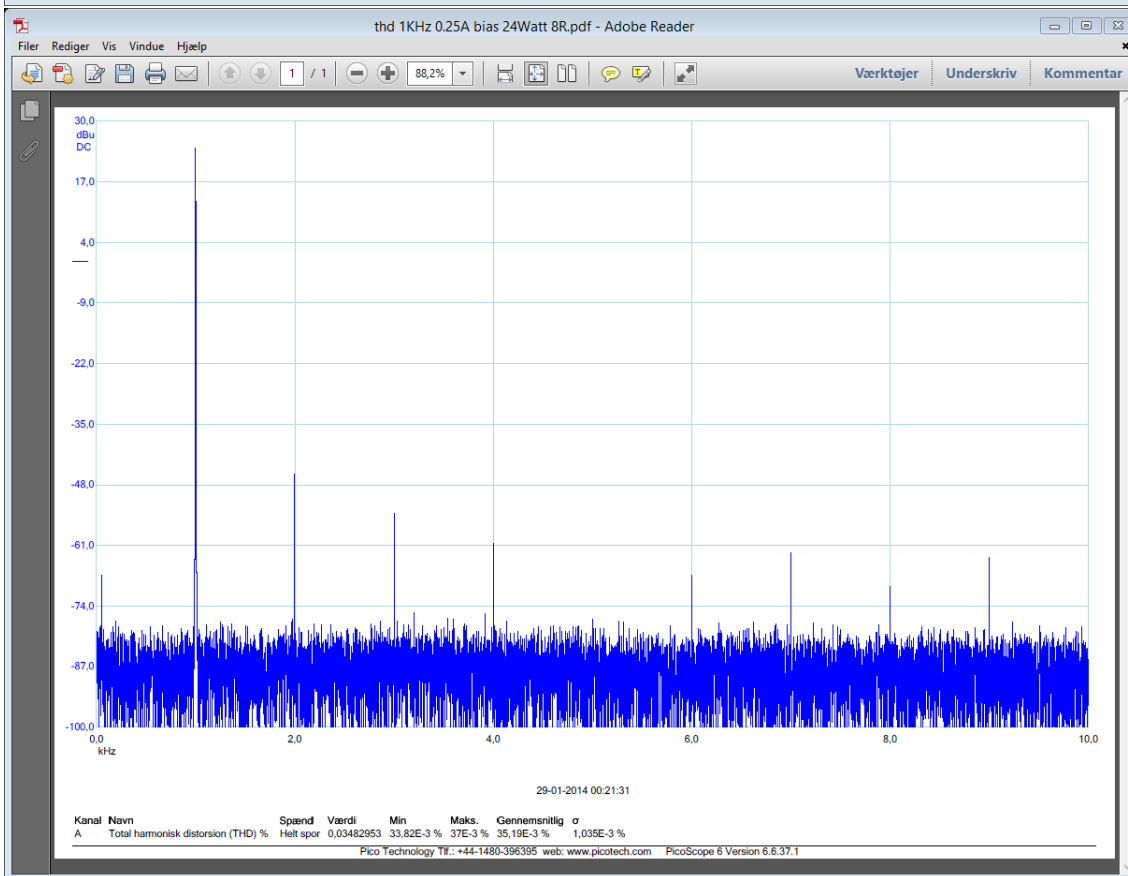 thd 1KHz 0.25A bias 24Watt 8R.pdf - Adobe Reader
Filer Rediger Vis Vindue Hjælp
1 / 1 88,2% Værktøjer Underskriv Kommentar
30,0
dBu
DC
17,0
4,0
-9,0
-22,0
-35,0
-48,0
-61,0
-74,0
-87,0
-100,0
0,0 2,0 4,0 6,0 8,0 10,0
kHz
29-01-2014 00:21:31
Kanal Navn Spænd Værdi Min Maks. Gennemsnitlig σ
A Total harmonisk distorsion (THD) % Helt spor 0,03482953 33,82E-3 % 37E-3 % 35,19E-3 % 1,035E-3 %
Pico Technology Tlf.: +44-1480-396395 web: www.picotech.com PicoScope 6 Version 6.6.37.1